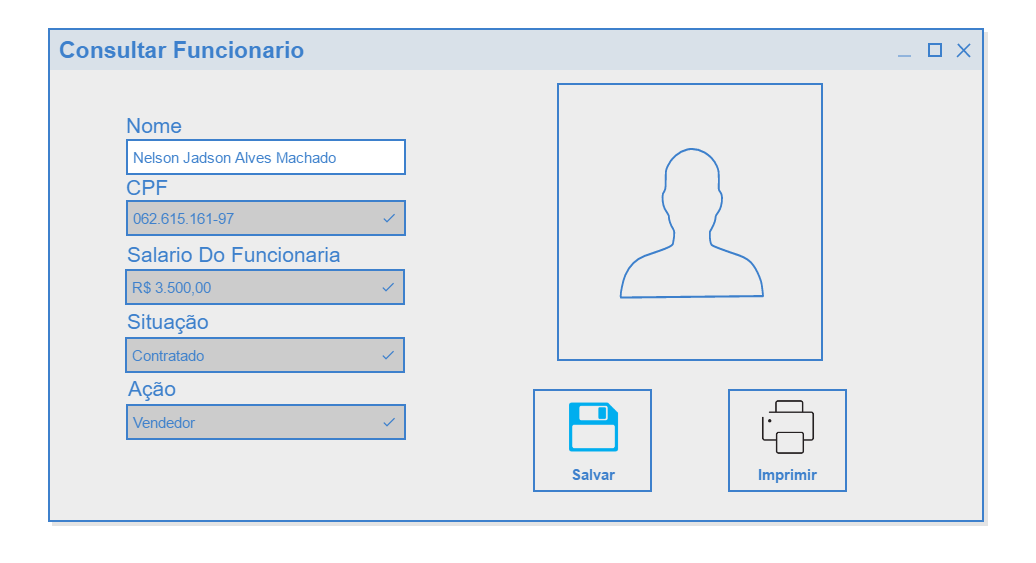 Consultar Funcionario
Nome
Nelson Jadson Alves Machado
CPF
062.615.161-97
Salario Do Funcionaria
R$ 3.500,00
Situação
Contratado
Ação
Vendedor
Salvar
Imprimir